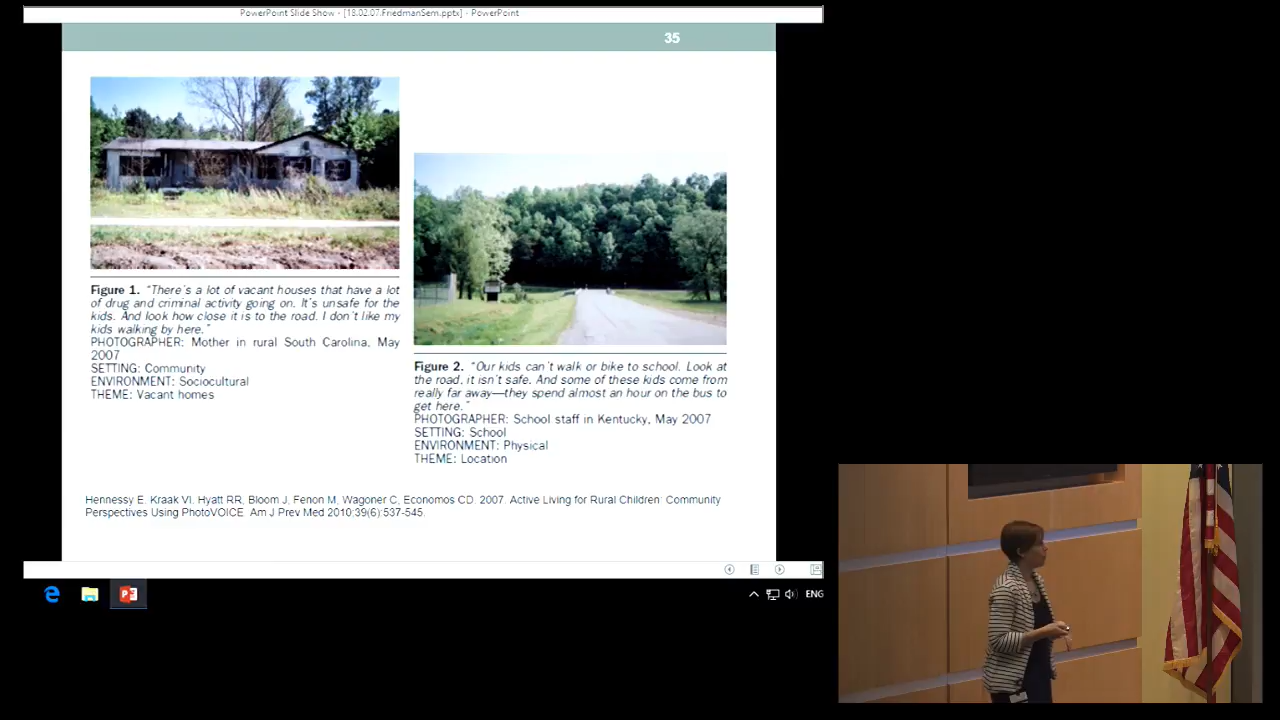 PowerPoint Slide Show - [18.02.07.FriedmanSem.pptx] - PowerPoint
35
Figure 1. "There's a lot of vacant houses that have a lot
of drug and criminal activity going on. It's unsafe for the
kids. And look how close it is to the road. I don't like my
kids walking by here."
PHOTOGRAPHER: Mother in rural South Carolina, May
2007
SETTING: Community
ENVIRONMENT: Sociocultural
THEME: Vacant homes
Figure 2. "Our kids can't walk or bike to school. Look at
the road, it isn't safe. And some of these kids come from
really far away—they spend almost an hour on the bus to
get here."
PHOTOGRAPHER: School staff in Kentucky, May 2007
SETTING: School
ENVIRONMENT: Physical
THEME: Location
Hennessy E, Kraak VI, Hyatt RR, Bloom J, Fenon M, Wagoner C, Economos CD. 2007. Active Living for Rural Children: Community
Perspectives Using PhotoVOICE. Am J Prev Med 2010;39(6):537-545.
ENG